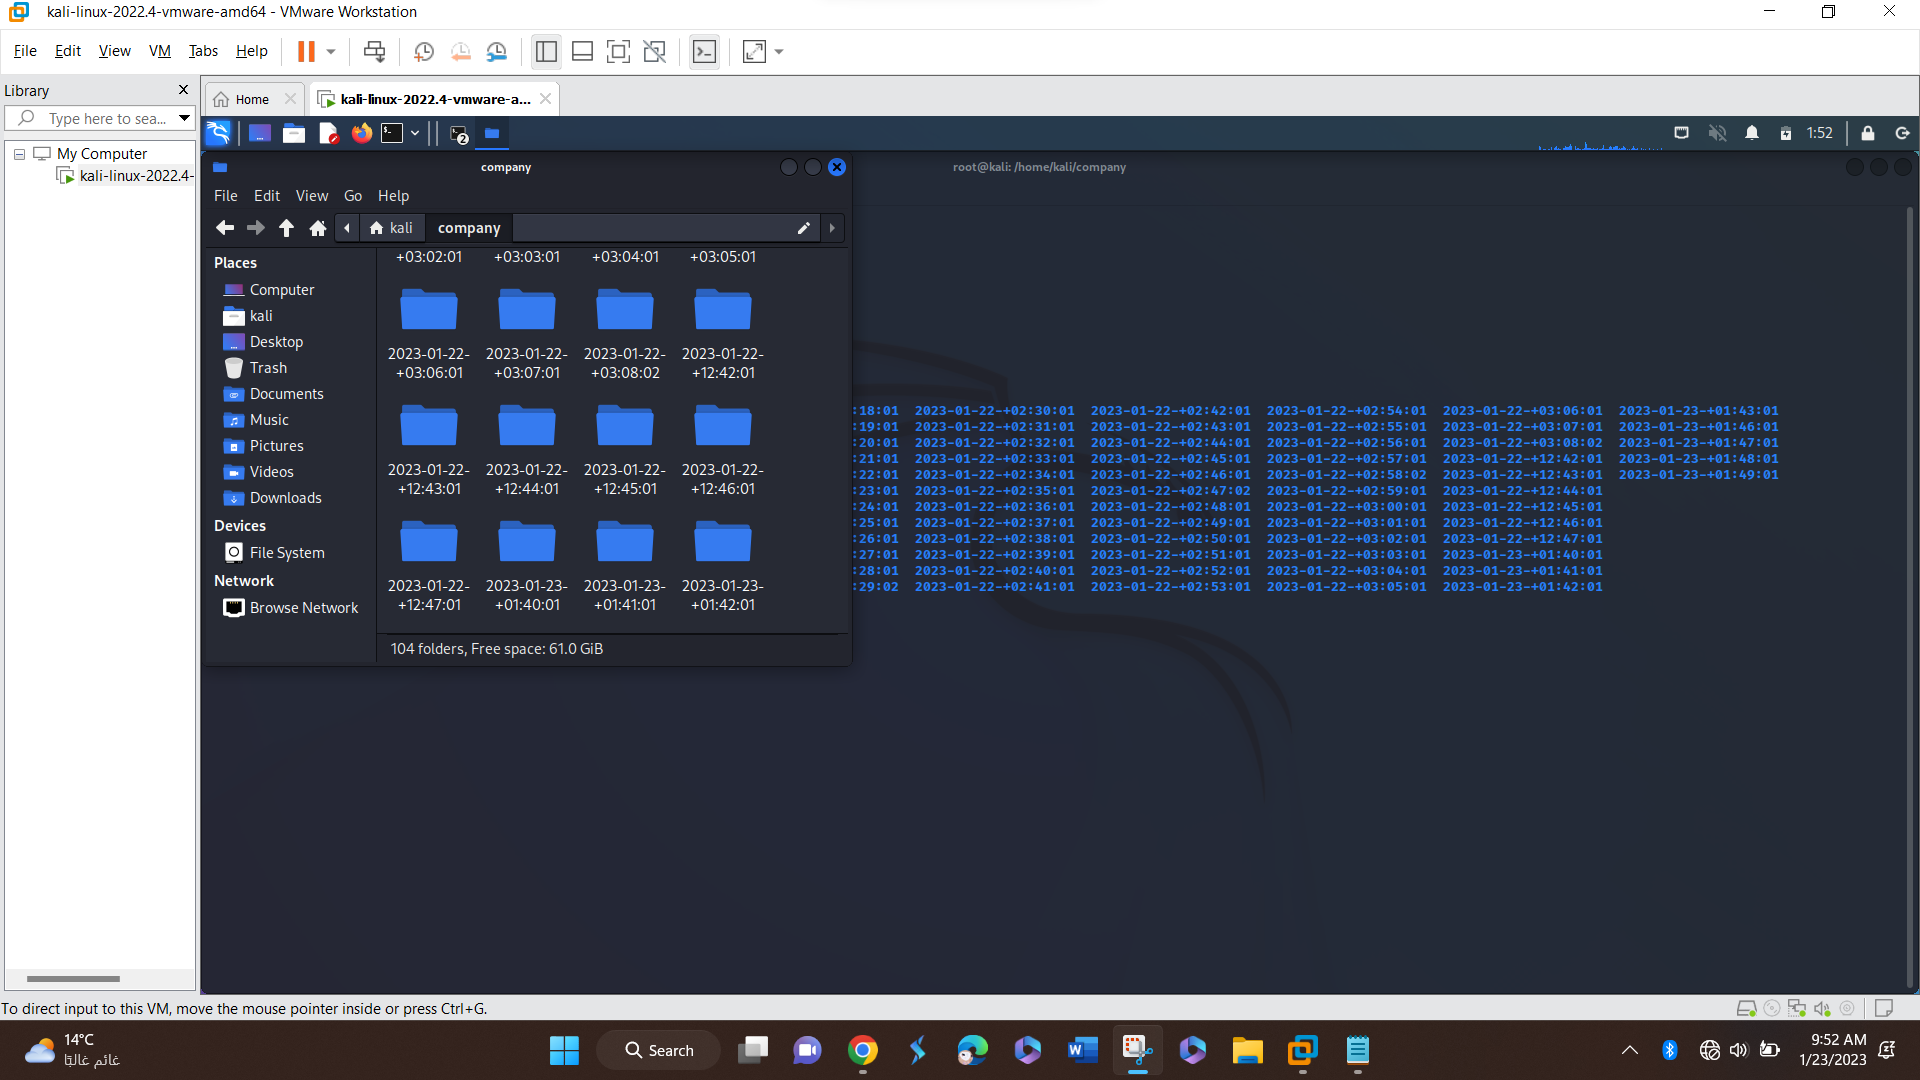 kali-linux-2022.4-vmware-amd64 - VMware Workstation
File Edit View VM Tabs Help
Library
Type here to sea...
My Computer
kali-linux-2022.4-
Home
kali-linux-2022.4-vmware-a...
2
1:52
company
root@kali: /home/kali/company
File Edit View Go Help
kali
company
Places
Computer
kali
Desktop
Trash
Documents
Music
Pictures
Videos
Downloads
Devices
File System
Network
Browse Network
+03:02:01 +03:03:01 +03:04:01 +03:05:01
2023-01-22- 2023-01-22- 2023-01-22- 2023-01-22-
+03:06:01 +03:07:01 +03:08:02 +12:42:01
2023-01-22- 2023-01-22- 2023-01-22- 2023-01-22-
+12:43:01 +12:44:01 +12:45:01 +12:46:01
2023-01-22- 2023-01-23- 2023-01-23- 2023-01-23-
+12:47:01 +01:40:01 +01:41:01 +01:42:01
104 folders, Free space: 61.0 GiB
:18:01 2023-01-22-+02:30:01 2023-01-22-+02:42:01 2023-01-22-+02:54:01 2023-01-22-+03:06:01 2023-01-23-+01:43:01
:19:01 2023-01-22-+02:31:01 2023-01-22-+02:43:01 2023-01-22-+02:55:01 2023-01-22-+03:07:01 2023-01-23-+01:46:01
:20:01 2023-01-22-+02:32:01 2023-01-22-+02:44:01 2023-01-22-+02:56:01 2023-01-22-+03:08:02 2023-01-23-+01:47:01
:21:01 2023-01-22-+02:33:01 2023-01-22-+02:45:01 2023-01-22-+02:57:01 2023-01-22-+12:42:01 2023-01-23-+01:48:01
:22:01 2023-01-22-+02:34:01 2023-01-22-+02:46:01 2023-01-22-+02:58:02 2023-01-22-+12:43:01 2023-01-23-+01:49:01
:23:01 2023-01-22-+02:35:01 2023-01-22-+02:47:02 2023-01-22-+02:59:01 2023-01-22-+12:44:01
:24:01 2023-01-22-+02:36:01 2023-01-22-+02:48:01 2023-01-22-+03:00:01 2023-01-22-+12:45:01
:25:01 2023-01-22-+02:37:01 2023-01-22-+02:49:01 2023-01-22-+03:01:01 2023-01-22-+12:46:01
:26:01 2023-01-22-+02:38:01 2023-01-22-+02:50:01 2023-01-22-+03:02:01 2023-01-22-+12:47:01
:27:01 2023-01-22-+02:39:01 2023-01-22-+02:51:01 2023-01-22-+03:03:01 2023-01-23-+01:40:01
:28:01 2023-01-22-+02:40:01 2023-01-22-+02:52:01 2023-01-22-+03:04:01 2023-01-23-+01:41:01
:29:02 2023-01-22-+02:41:01 2023-01-22-+02:53:01 2023-01-22-+03:05:01 2023-01-23-+01:42:01
To direct input to this VM, move the mouse pointer inside or press Ctrl+G.
14°C
غائم غالبًا
Search
9:52 AM
1/23/2023